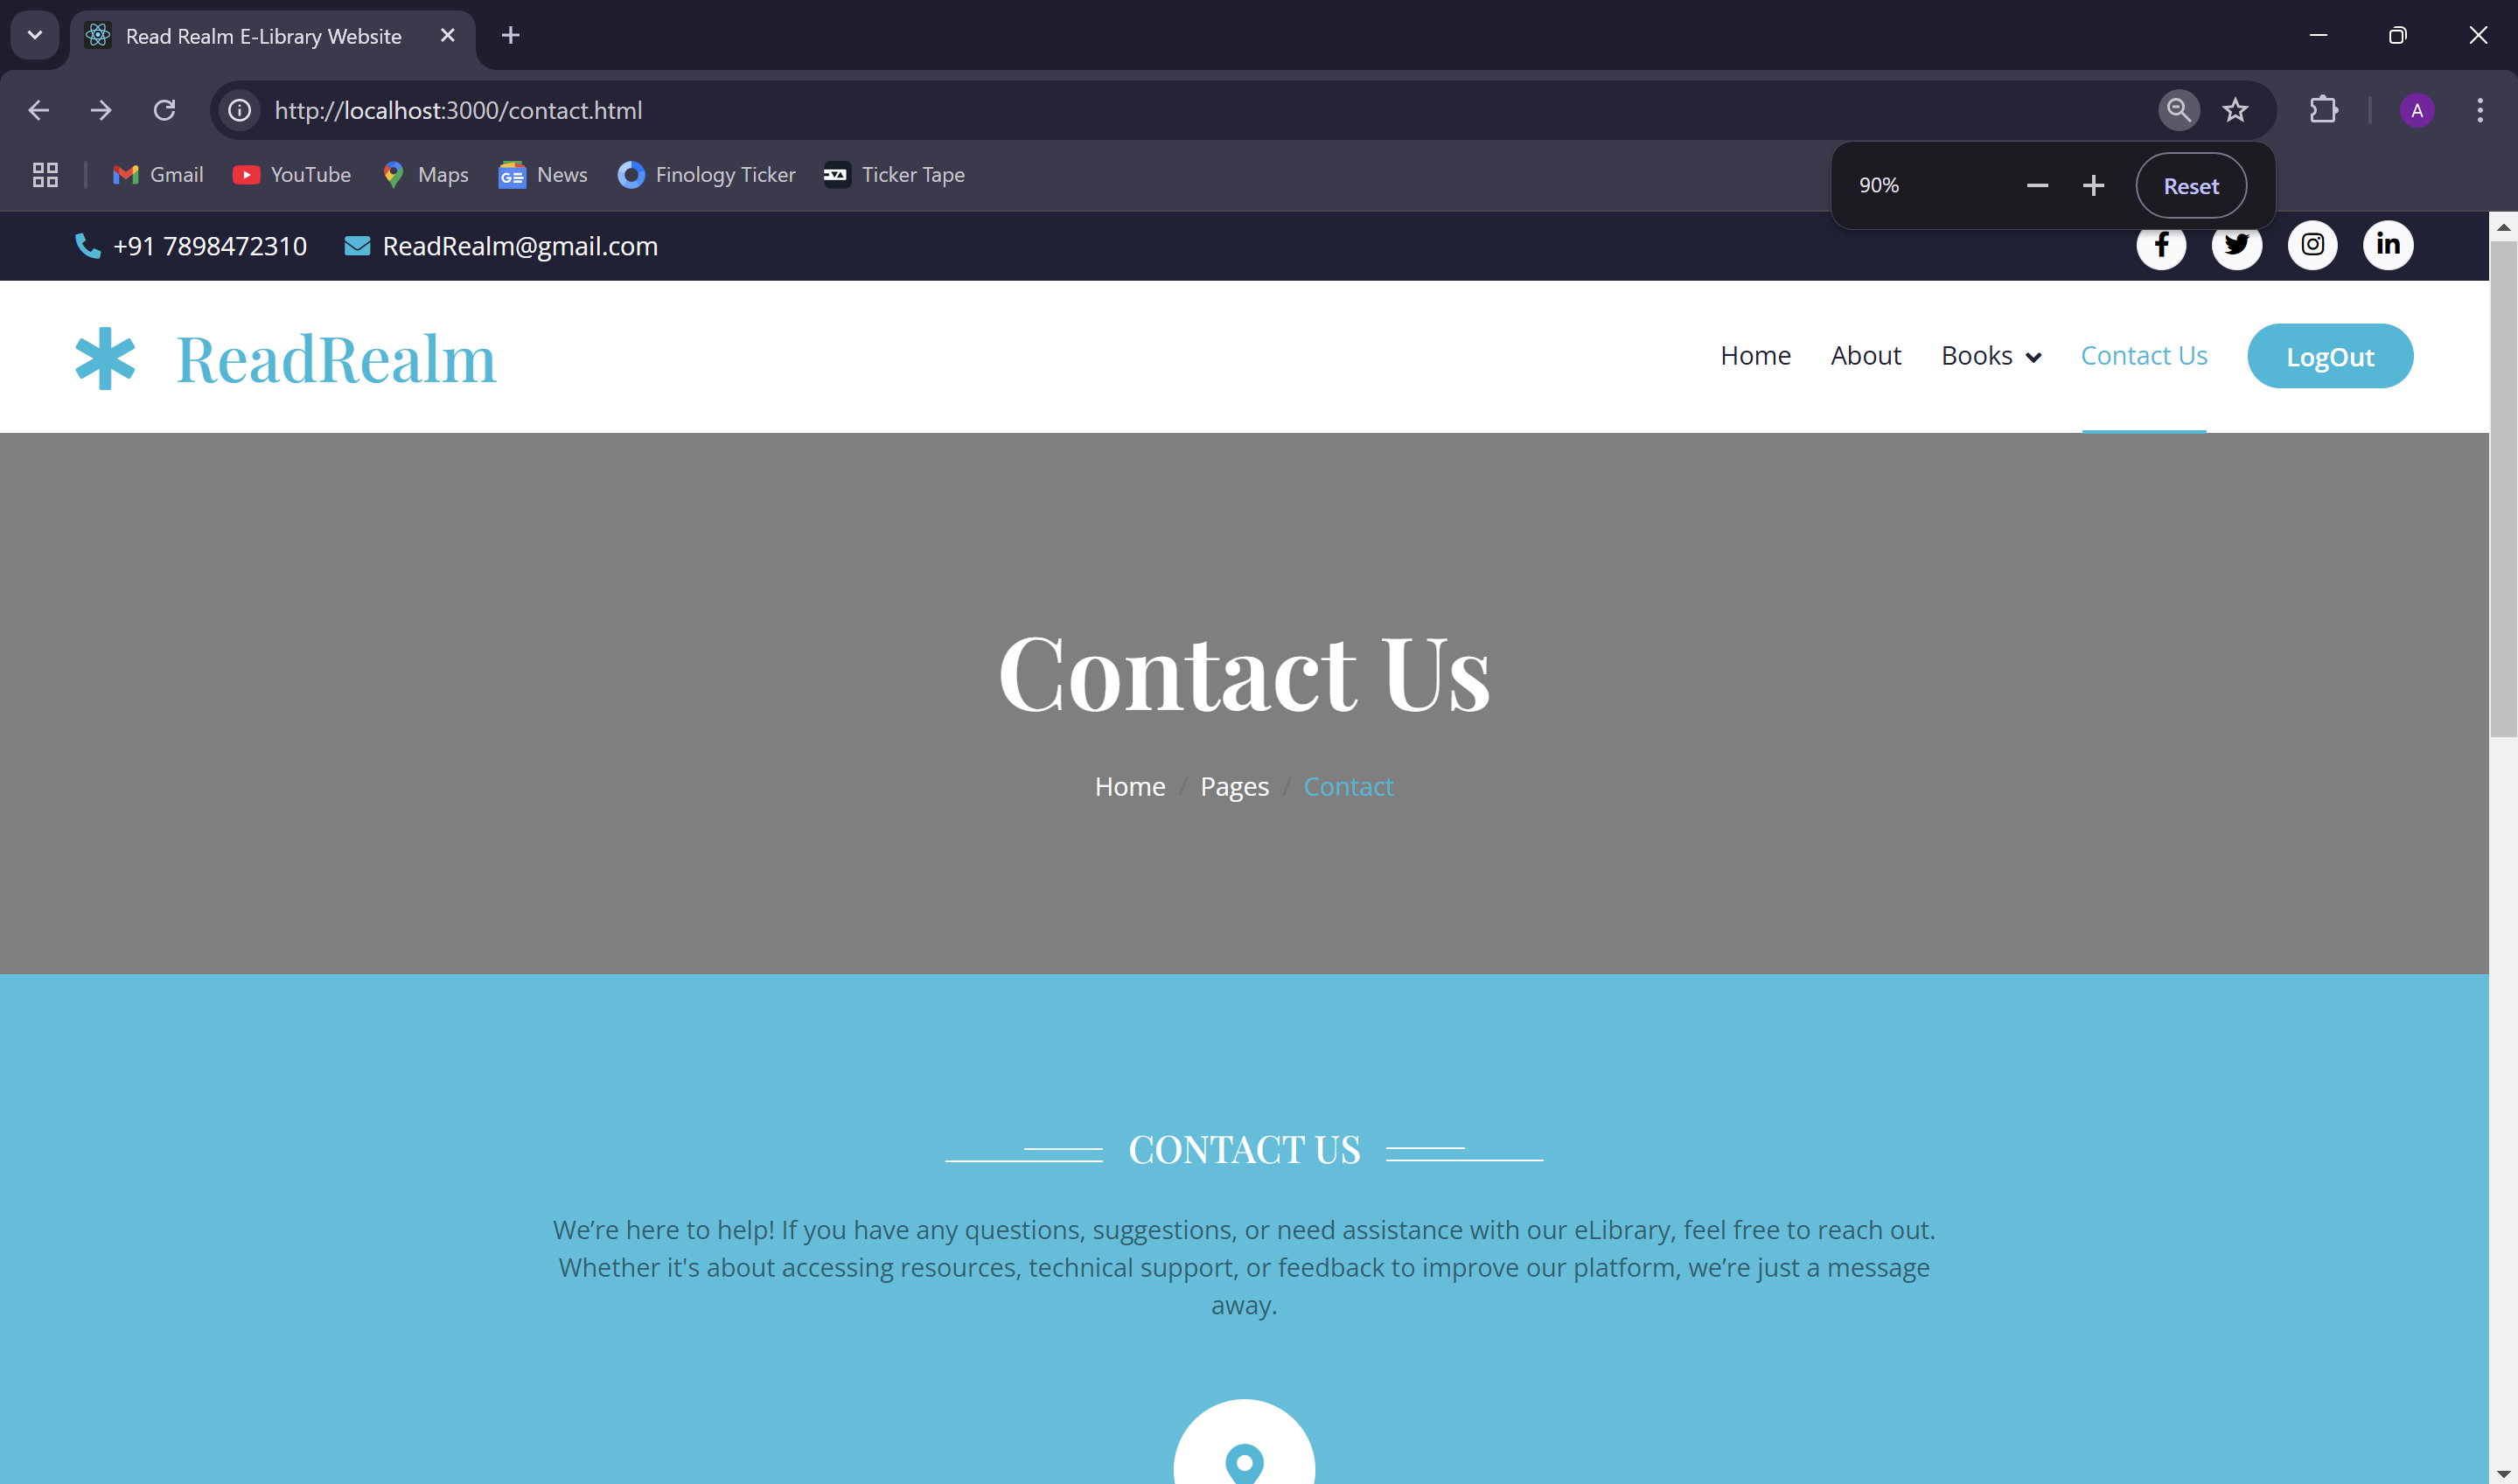 Read Realm E-Library Website
http://localhost:3000/contact.html
A
Gmail
YouTube
Maps
GE
News
Finology Ticker
Ticker Tape
90%
Reset
+91 7898472310
ReadRealm@gmail.com
ReadRealm
Home
About
Books
Contact Us
LogOut
Contact Us
Home / Pages / Contact
CONTACT US
We’re here to help! If you have any questions, suggestions, or need assistance with our eLibrary, feel free to reach out.
Whether it's about accessing resources, technical support, or feedback to improve our platform, we’re just a message
away.